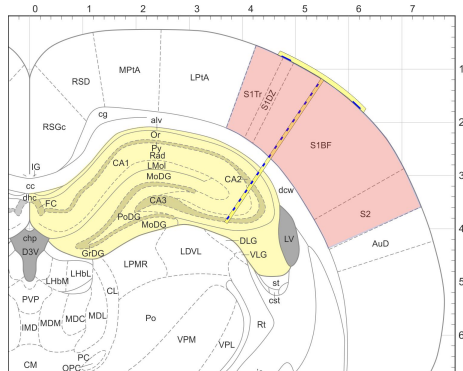 0 1 2 3 4 5 6 7
1
2
3
4
5
6
RSD
MPtA
LPtA
S1Tr
S1DZ
RSGc
cg
alv
S1BF
Or
Py
CA1
Rad
LMol
MoDG
CA2
IG
cc
dhc
FC
CA3
dcw
S2
PoDG
MoDG
chp
D3V
GrDG
DLG
VLG
LV
AuD
LHbL
LHbM
LPMR
LDVL
st
cst
CL
PVP
IMD
MDM
MDC
MDL
Po
VPM
VPL
Rt
PC
OPC
CM